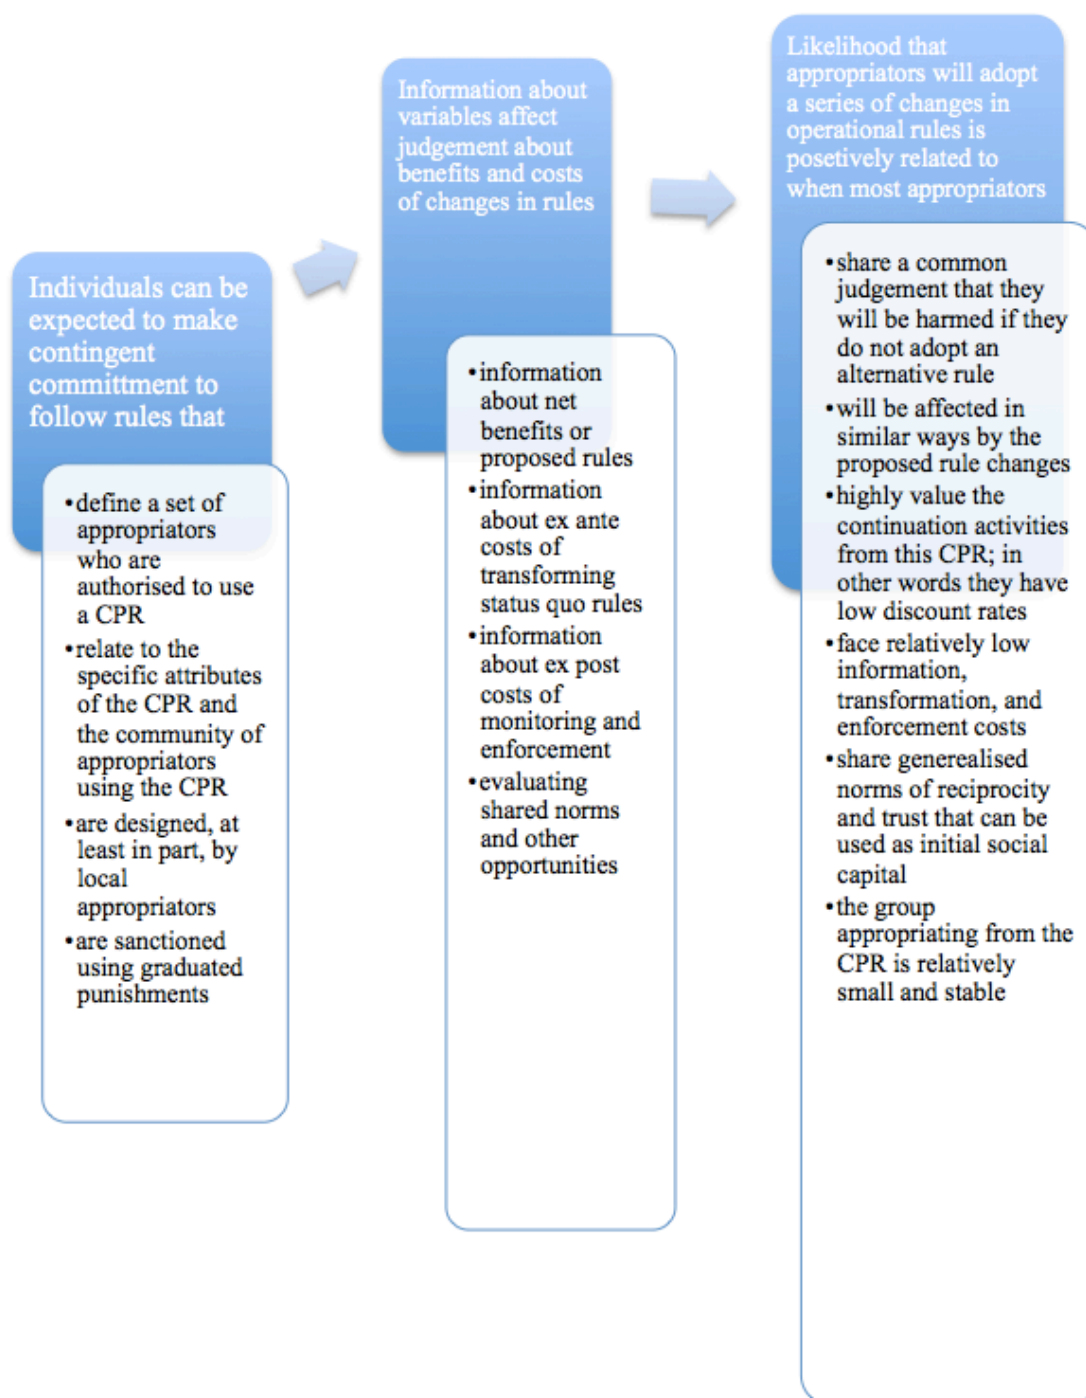 Individuals can be
expected to make
contingent
committment to
follow rules that
•define a set of
appropriators
who are
authorised to use
a CPR
•relate to the
specific attributes
of the CPR and
the community of
appropriators
using the CPR
•are designed, at
least in part, by
local
appropriators
•are sanctioned
using graduated
punishments
Information about
variables affect
judgement about
benefits and costs
of changes in rules
•information
about net
benefits or
proposed rules
•information
about ex ante
costs of
transforming
status quo rules
•information
about ex post
costs of
monitoring and
enforcement
•evaluating
shared norms
and other
opportunities
Likelihood that
appropriators will adopt
a series of changes in
operational rules is
posetively related to
when most appropriators
•share a common
judgement that they
will be harmed if they
do not adopt an
alternative rule
•will be affected in
similar ways by the
proposed rule changes
•highly value the
continuation activities
from this CPR; in
other words they have
low discount rates
•face relatively low
information,
transformation, and
enforcement costs
•share generealised
norms of reciprocity
and trust that can be
used as initial social
capital
•the group
appropriating from the
CPR is relatively
small and stable